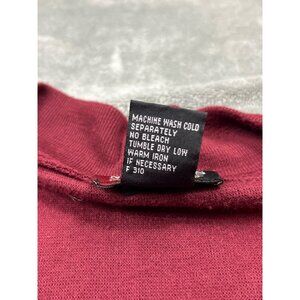 MACHINE WASH COLD
SEPARATELY
NO BLEACH
TUMBLE DRY LOW
WARM IRON
IF NECESSARY
F 310